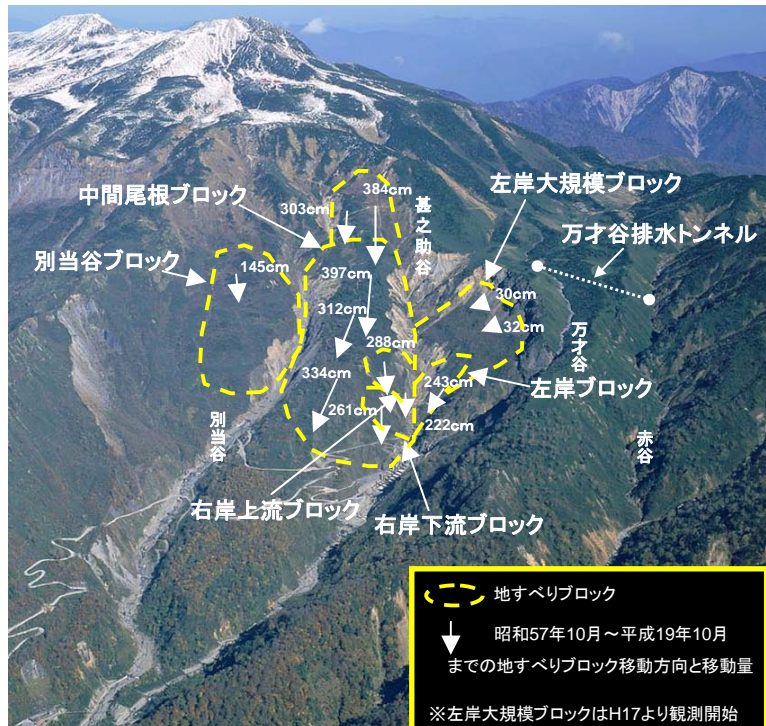 384cm
中間尾根ブロック
303cm
甚之助谷
左岸大規模ブロック
万才谷排水トンネル
別当谷ブロック
145cm
397cm
30cm
312cm
32cm
288cm
万才谷
334cm
243cm
左岸ブロック
261cm
222cm
別当谷
赤谷
右岸上流ブロック
右岸下流ブロック
地すべりブロック
昭和57年10月～平成19年10月
までの地すべりブロック移動方向と移動量
※左岸大規模ブロックはH17より観測開始